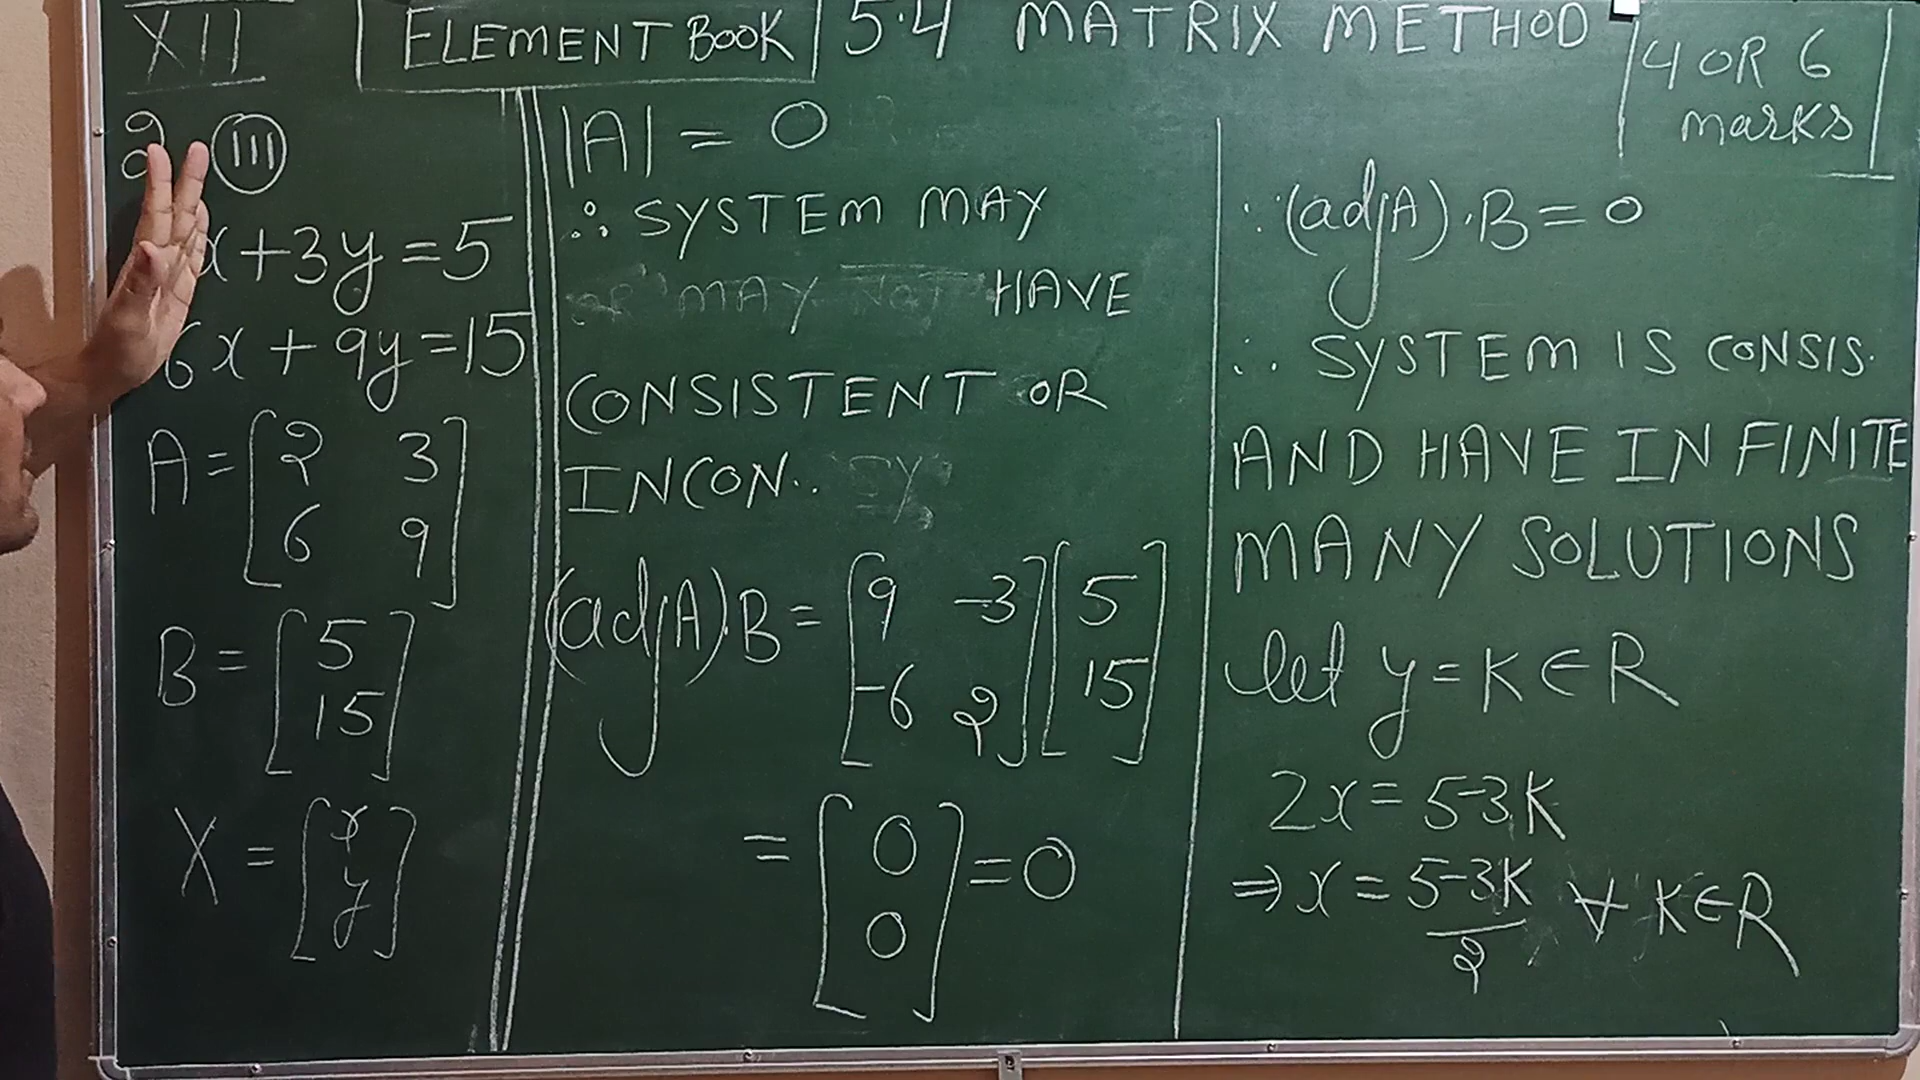 XII
ELEMENT BOOK
5.4 MATRIX METHOD
4 OR 6
marks
2
(III)
x+3y=5
6x+9y=15
A=[2 3
6 9]
B=[5
15]
X=[x
y]
|A|=0
∴ SYSTEM MAY
OR MAY NOT HAVE
CONSISTENT OR
INCON..
(adjA).B=[9 -3
-6 2][5
15]
=[0
0]=0
∵(adjA).B=0
∴ SYSTEM IS CONSIS.
AND HAVE INFINITE
MANY SOLUTIONS
let y=K∈R
2x=5-3K
⇒x=5-3K/2, ∀ K∈R